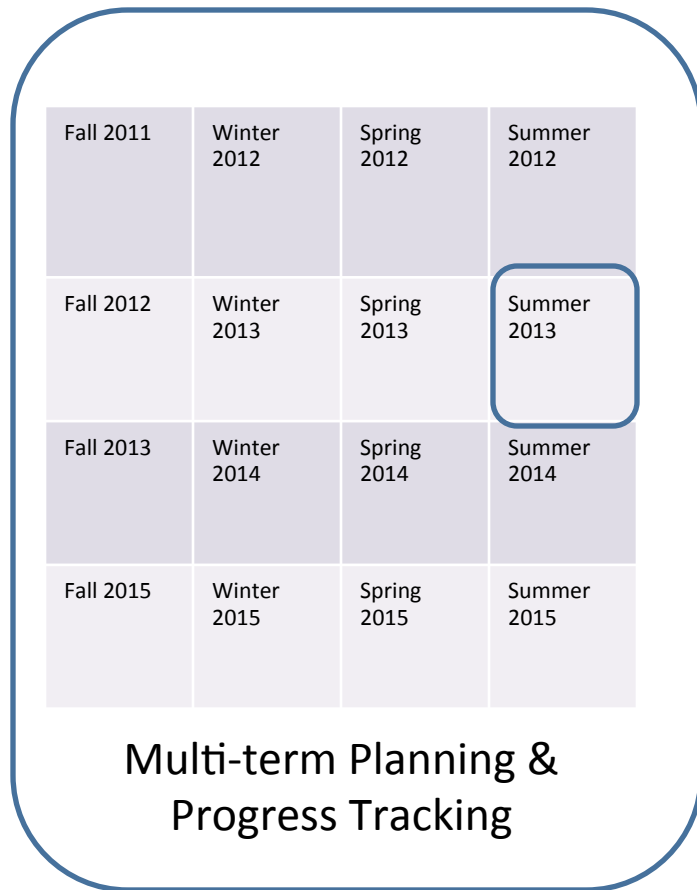 Fall 2011
Winter
2012
Spring
2012
Summer
2012
Fall 2012
Winter
2013
Spring
2013
Summer
2013
Fall 2013
Winter
2014
Spring
2014
Summer
2014
Fall 2015
Winter
2015
Spring
2015
Summer
2015
Multi-term Planning &
Progress Tracking